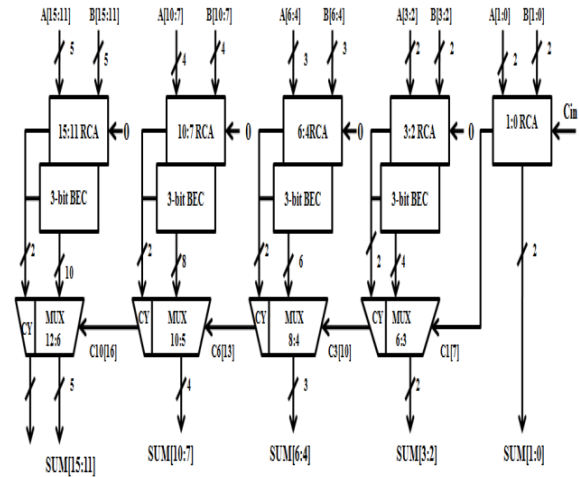 A[15:11] B[15:11] A[10:7] B[10:7] A[6:4] B[6:4] A[3:2] B[3:2] A[1:0] B[1:0]
5 5 4 4 3 3 2 2 2 2
Cin
15:11 RCA 0 10:7 RCA 0 6:4RCA 0 3:2 RCA 0 1:0 RCA
3-bit BEC 3-bit BEC 3-bit BEC 3-bit BEC
2 10 2 8 2 6 2 4 2
CY MUX 12:6 CY MUX 10:5 CY MUX 8:4 CY MUX 6:3
C10[16] C6[13] C3[10] C1[7]
5 4 3 2
SUM[15:11] SUM[10:7] SUM[6:4] SUM[3:2] SUM[1:0]